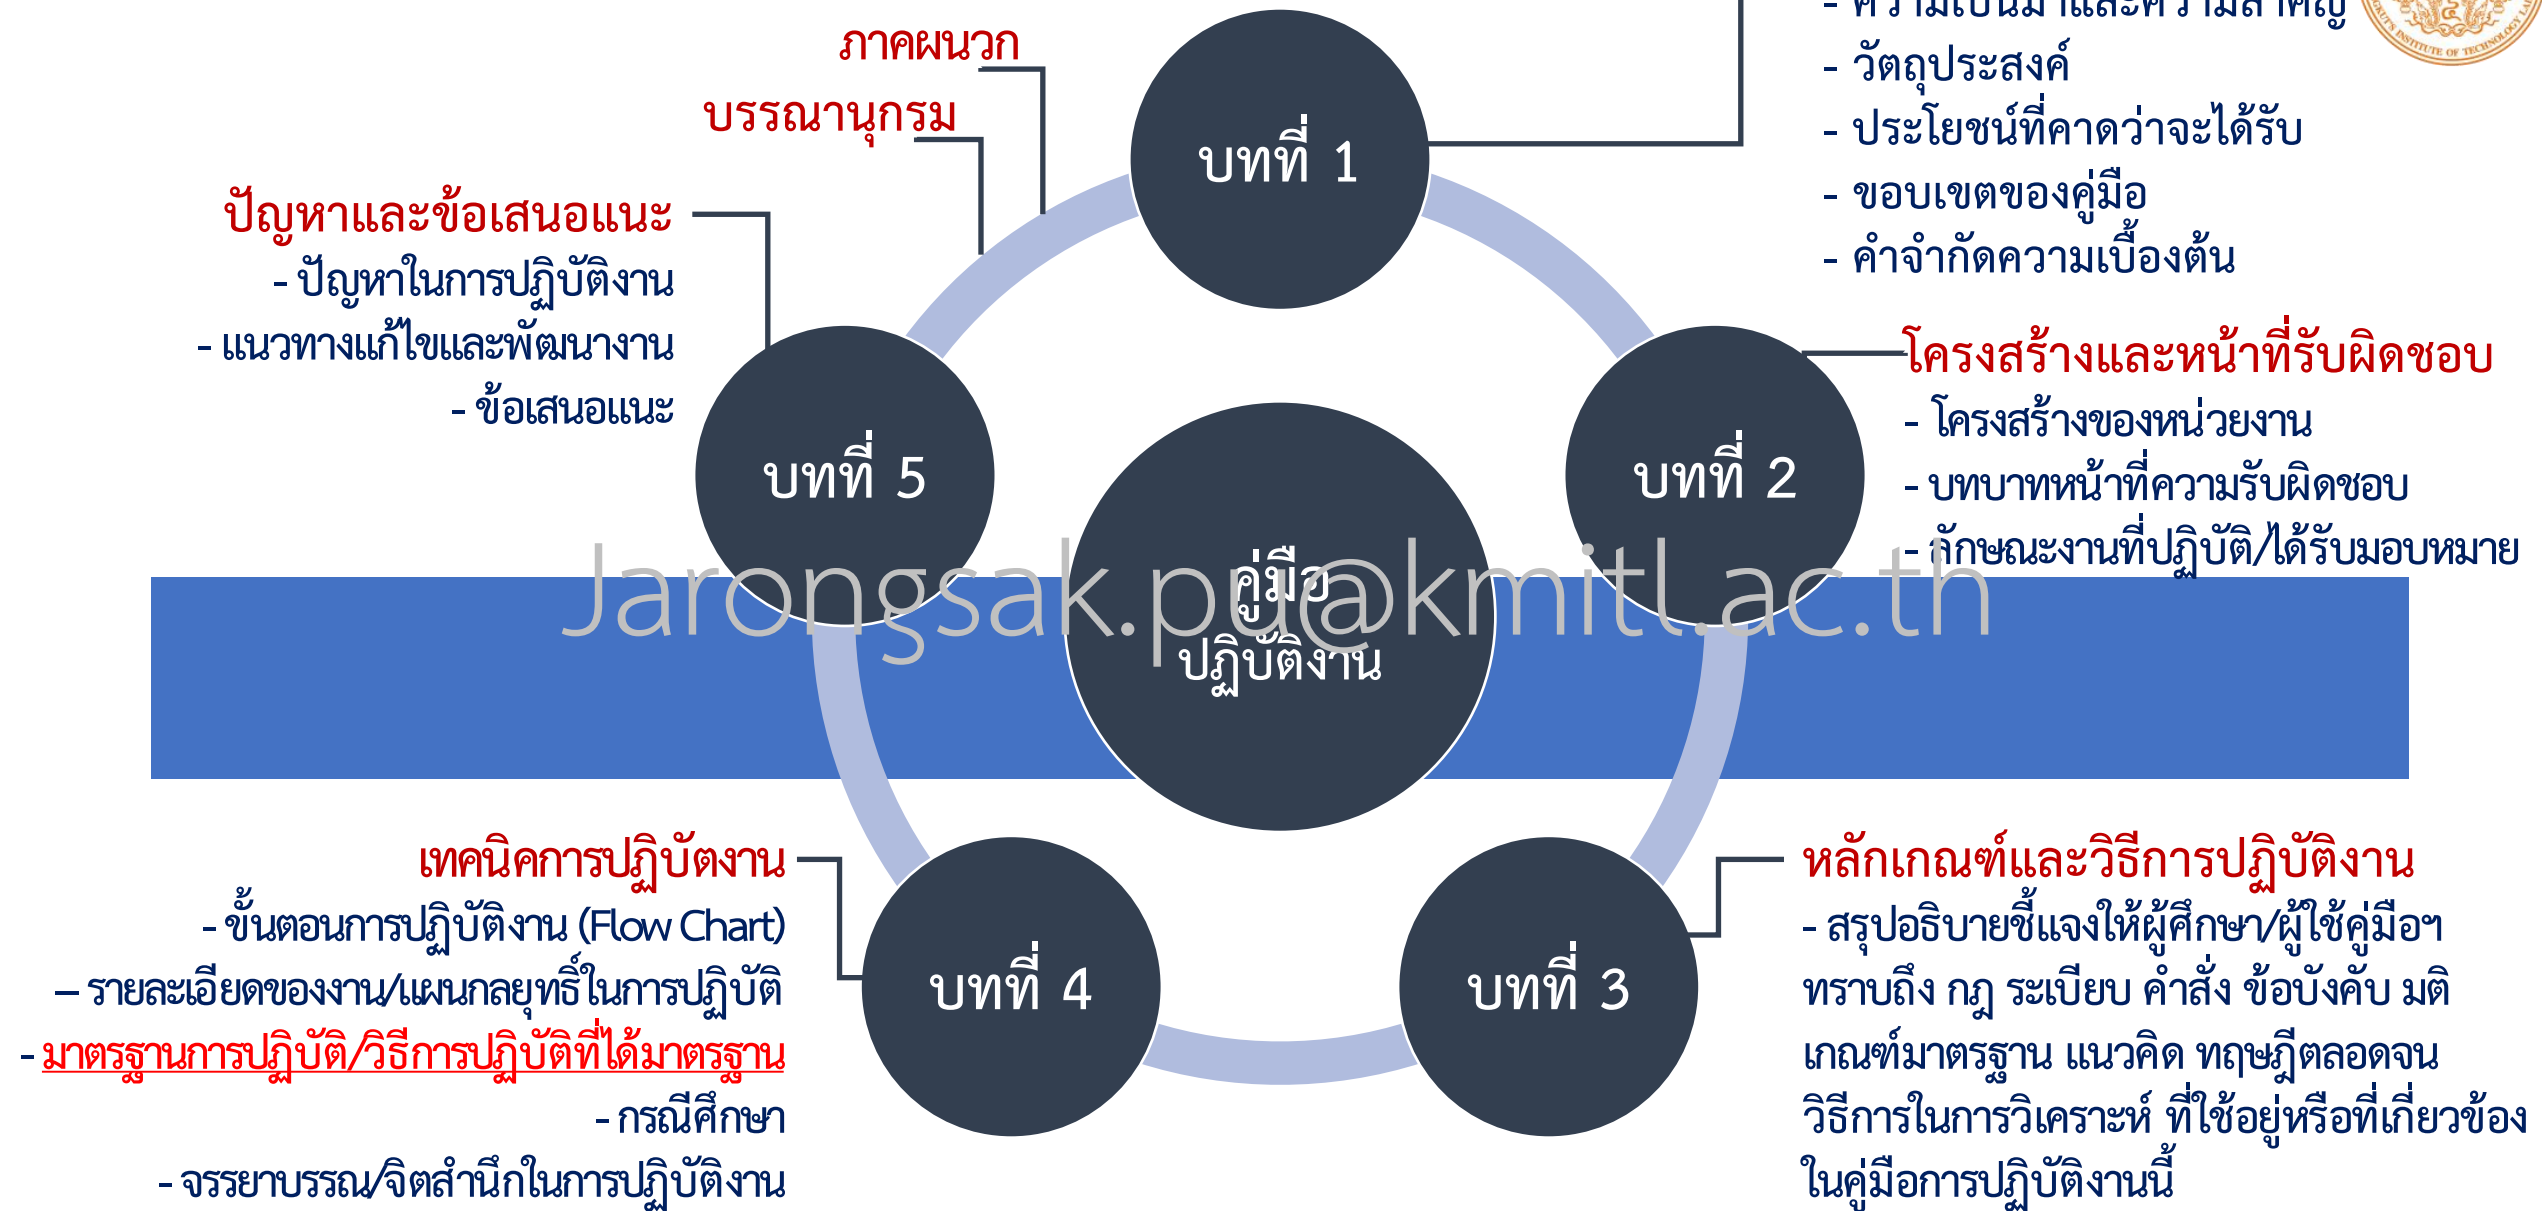 - ความเป็นมาและความสำคัญ
- วัตถุประสงค์
- ประโยชน์ที่คาดว่าจะได้รับ
- ขอบเขตของคู่มือ
- คำจำกัดความเบื้องต้น
บทที่ 1
ภาคผนวก
บรรณานุกรม
ปัญหาและข้อเสนอแนะ
- ปัญหาในการปฏิบัติงาน
- แนวทางแก้ไขและพัฒนางาน
- ข้อเสนอแนะ
บทที่ 5
โครงสร้างและหน้าที่รับผิดชอบ
- โครงสร้างของหน่วยงาน
- บทบาทหน้าที่ความรับผิดชอบ
- ลักษณะงานที่ปฏิบัติ/ได้รับมอบหมาย
บทที่ 2
คู่มือ
ปฏิบัติงาน
Jarongsak.pu@kmitl.ac.th
เทคนิคการปฏิบัตงาน
- ขั้นตอนการปฏิบัติงาน (Flow Chart)
– รายละเอียดของงาน/แผนกลยุทธิ์ในการปฏิบัติ
- มาตรฐานการปฏิบัติ/วิธีการปฏิบัติที่ได้มาตรฐาน
- กรณีศึกษา
- จรรยาบรรณ/จิตสำนึกในการปฏิบัติงาน
บทที่ 4
บทที่ 3
หลักเกณฑ์และวิธีการปฏิบัติงาน
- สรุปอธิบายชี้แจงให้ผู้ศึกษา/ผู้ใช้คู่มือฯ
ทราบถึง กฎ ระเบียบ คำสั่ง ข้อบังคับ มติ
เกณฑ์มาตรฐาน แนวคิด ทฤษฎีตลอดจน
วิธีการในการวิเคราะห์ ที่ใช้อยู่หรือที่เกี่ยวข้อง
ในคู่มือการปฏิบัติงานนี้